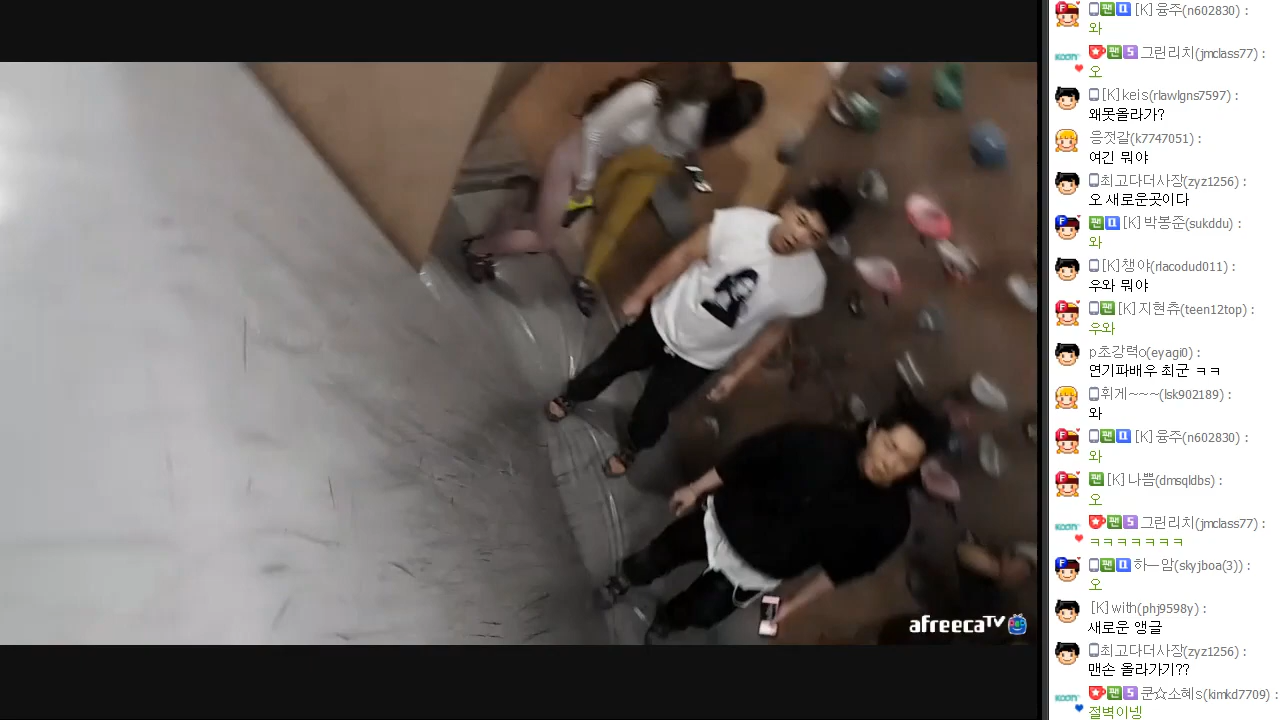 [K] 융주(n602830) :
와
그런리치(jmclass77) :
오
[K]keis(rlawlgns7597) :
왜못올라가?
응젓갈(k7747051) :
여긴 뭐야
최고다더사장(zyz1256) :
오 새로운곳이다
[K] 박봉준(sukddu) :
와
[K]챙야(rlacodud011) :
우와 뭐야
[K]지현츄(teen12top) :
우와
p초강력o(eyagi0) :
연기파배우 최군 ㅋㅋ
휘게~~~(lsk902189) :
와
[K] 융주(n602830) :
와
[K]나쁨(dmsqldbs) :
오
그런리치(jmclass77) :
ㅋㅋㅋㅋㅋㅋㅋ
하ㅡ맘(skyjboa(3)) :
오
[K]with(phj9598y) :
새로운 앵글
최고다더사장(zyz1256) :
맨손 올라가기??
쿤☆소혜s(kimkd7709) :
절벽이넹
afreecaTV